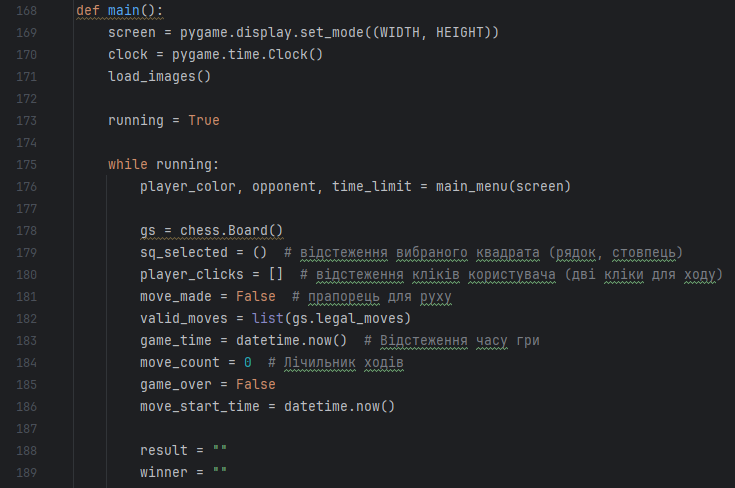 168 def main():
169 screen = pygame.display.set_mode((WIDTH, HEIGHT))
170 clock = pygame.time.Clock()
171 load_images()
172
173 running = True
174
175 while running:
176 player_color, opponent, time_limit = main_menu(screen)
177
178 gs = chess.Board()
179 sq_selected = ()  # відстеження вибраного квадрата (рядок, стовпець)
180 player_clicks = []  # відстеження кліків користувача (дві кліки для ходу)
181 move_made = False  # прапорець для руху
182 valid_moves = list(gs.legal_moves)
183 game_time = datetime.now()  # Відстеження часу гри
184 move_count = 0  # Лічильник ходів
185 game_over = False
186 move_start_time = datetime.now()
187
188 result = ""
189 winner = ""